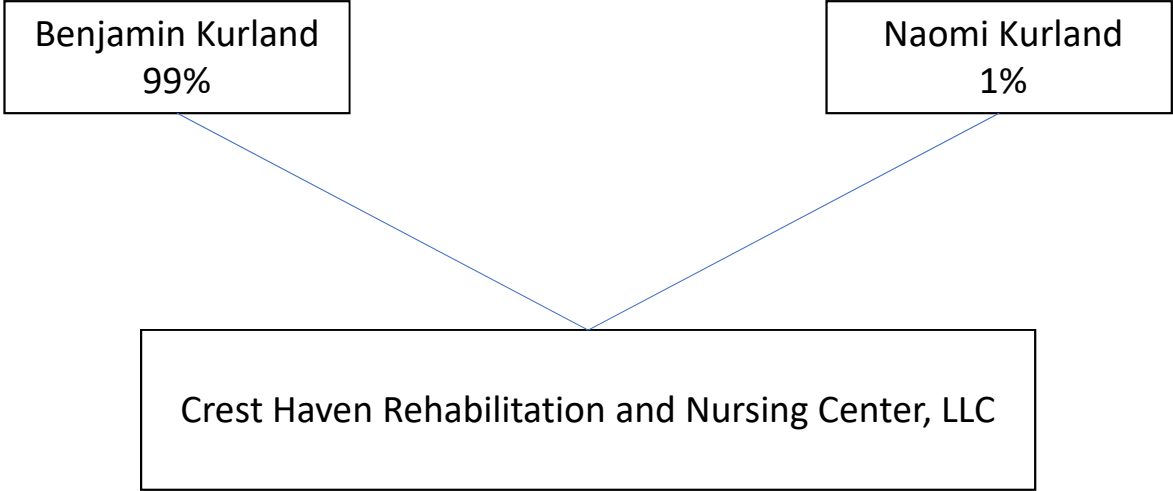 Benjamin Kurland
99%
Naomi Kurland
1%
Crest Haven Rehabilitation and Nursing Center, LLC